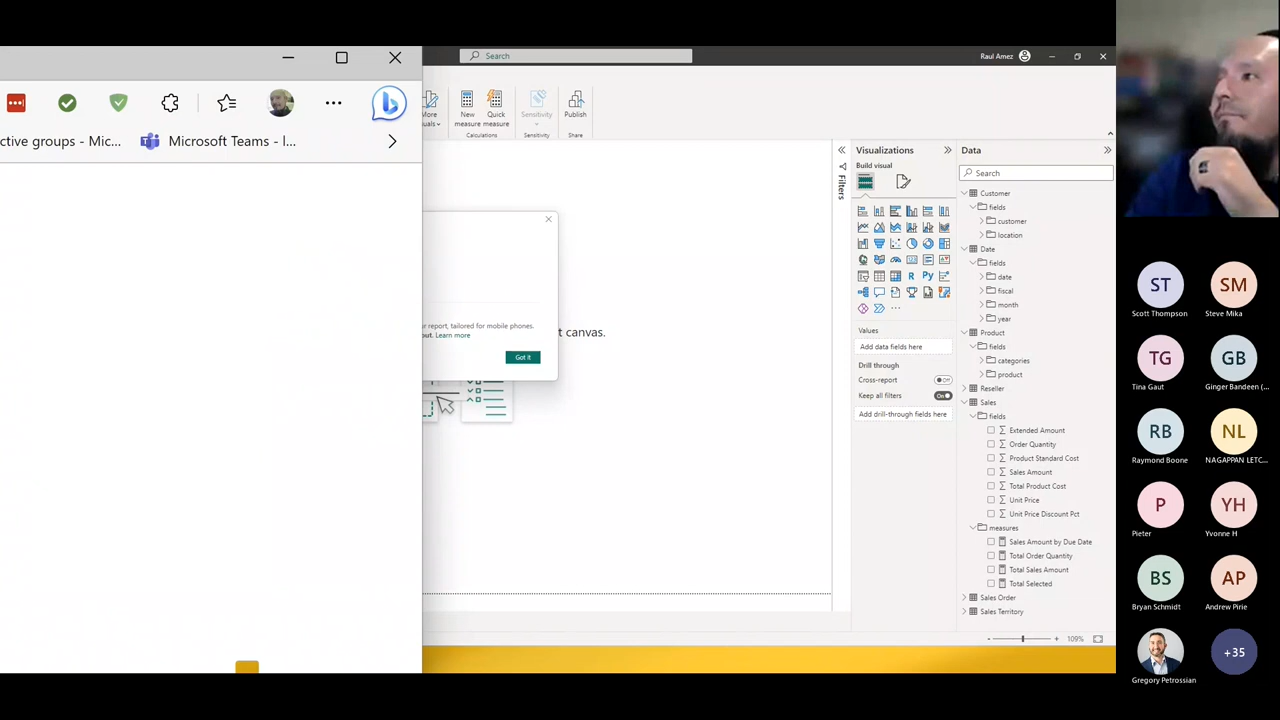 Search
Raul Amez
ctive groups - Mic...
Microsoft Teams - I...
More
uals
New
measure
Quick
measure
Calculations
Sensitivity
Sensitivity
Publish
Share
Filters
Visualizations
Build visual
Values
Add data fields here
Drill through
Cross-report
Off
Keep all filters
On
Add drill-through fields here
Data
Search
Customer
fields
customer
location
Date
fields
date
fiscal
month
year
Product
fields
categories
product
Reseller
Sales
fields
Extended Amount
Order Quantity
Product Standard Cost
Sales Amount
Total Product Cost
Unit Price
Unit Price Discount Pct
measures
Sales Amount by Due Date
Total Order Quantity
Total Sales Amount
Total Selected
Sales Order
Sales Territory
ur report, tailored for mobile phones.
out. Learn more
Got it
t canvas.
R
Py
109%
ST
Scott Thompson
SM
Steve Mika
TG
Tina Gaut
GB
Ginger Bandeen (...
RB
Raymond Boone
NL
NAGAPPAN LETC...
P
Pieter
YH
Yvonne H
BS
Bryan Schmidt
AP
Andrew Pirie
Gregory Petrossian
+35